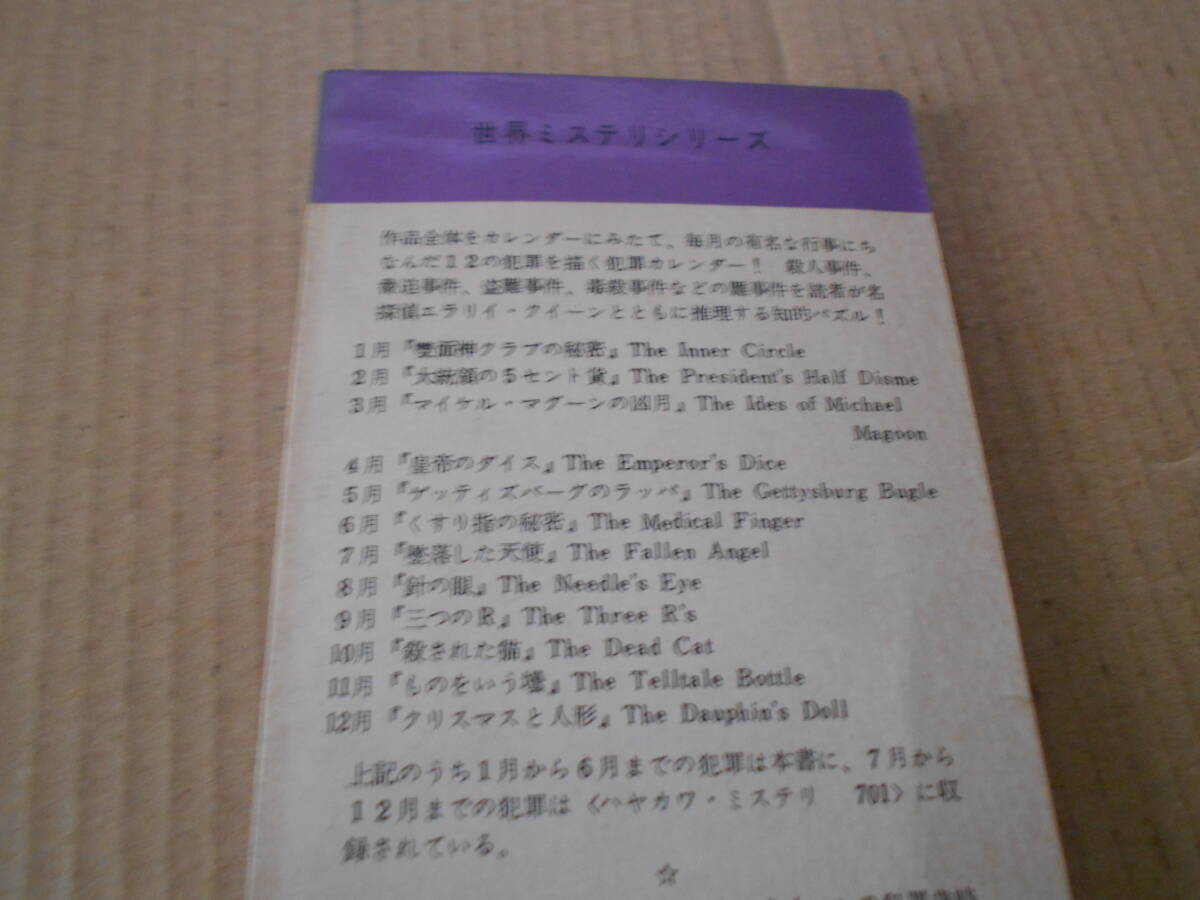 世界ミステリシリーズ
作品全体をカレンダーにみたて、毎月の有名な行事にち
なんだ12の犯罪を描く犯罪カレンダー！　殺人事件、
事件、盗難事件、毒殺事件などの難事件を読者が名
探偵エラリイ・クイーンとともに推理する知的パズル！
1月『双面神クラブの秘密』The Inner Circle
2月『大統領の5セント貨』The President's Half Disme
3月『マイケル・マグーンの凶月』The Ides of Michael
Magoon
4月『皇帝のダイス』The Emperor's Dice
5月『ゲッティズバーグのラッパ』The Gettysburg Bugle
6月『くすり指の秘密』The Medical Finger
7月『墜落した天使』The Fallen Angel
8月『針の眼』The Needle's Eye
9月『三つのR』The Three R's
10月『殺された猫』The Dead Cat
11月『ものをいう壜』The Telltale Bottle
12月『クリスマスと人形』The Dauphin's Doll
上記のうち1月から6月までの犯罪は本書に、7月から
12月までの犯罪は〈ハヤカワ・ミステリ　701〉に収
録されている。
☆